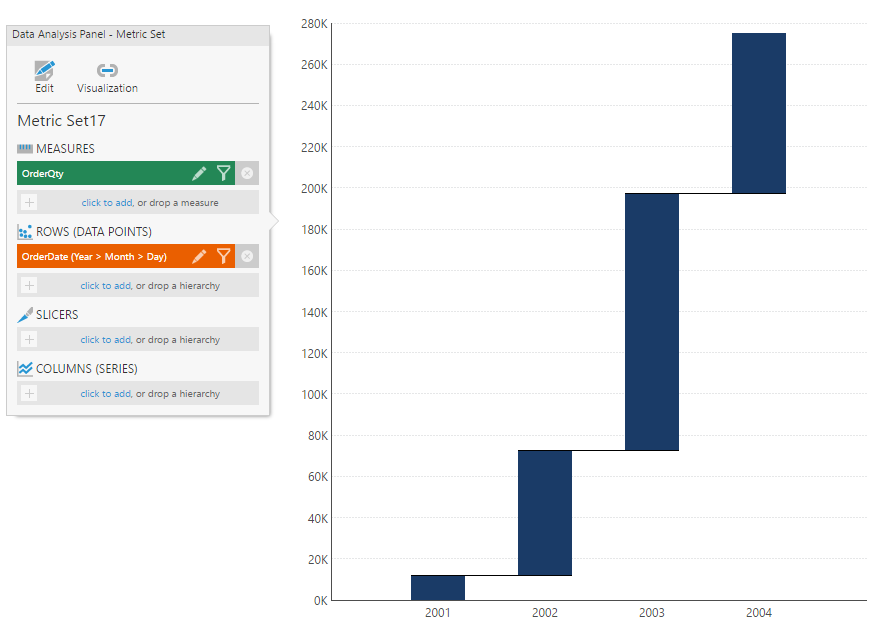 Data Analysis Panel - Metric Set
Edit
Visualization
Metric Set17
MEASURES
OrderQty
click to add, or drop a measure
ROWS (DATA POINTS)
OrderDate (Year > Month > Day)
click to add, or drop a hierarchy
SLICERS
click to add, or drop a hierarchy
COLUMNS (SERIES)
click to add, or drop a hierarchy
280K
260K
240K
220K
200K
180K
160K
140K
120K
100K
80K
60K
40K
20K
0K
2001 2002 2003 2004